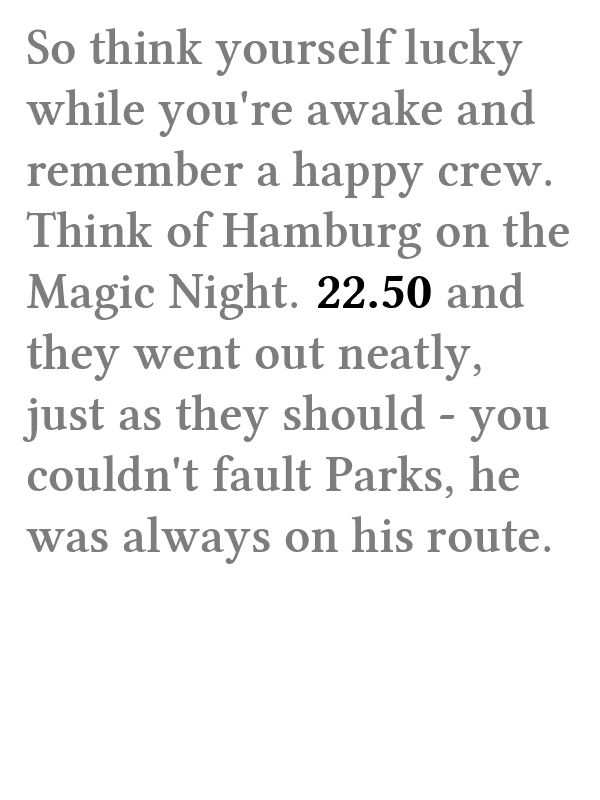 So think yourself lucky
while you're awake and
remember a happy crew.
Think of Hamburg on the
Magic Night. 22.50 and
they went out neatly,
just as they should - you
couldn't fault Parks, he
was always on his route.